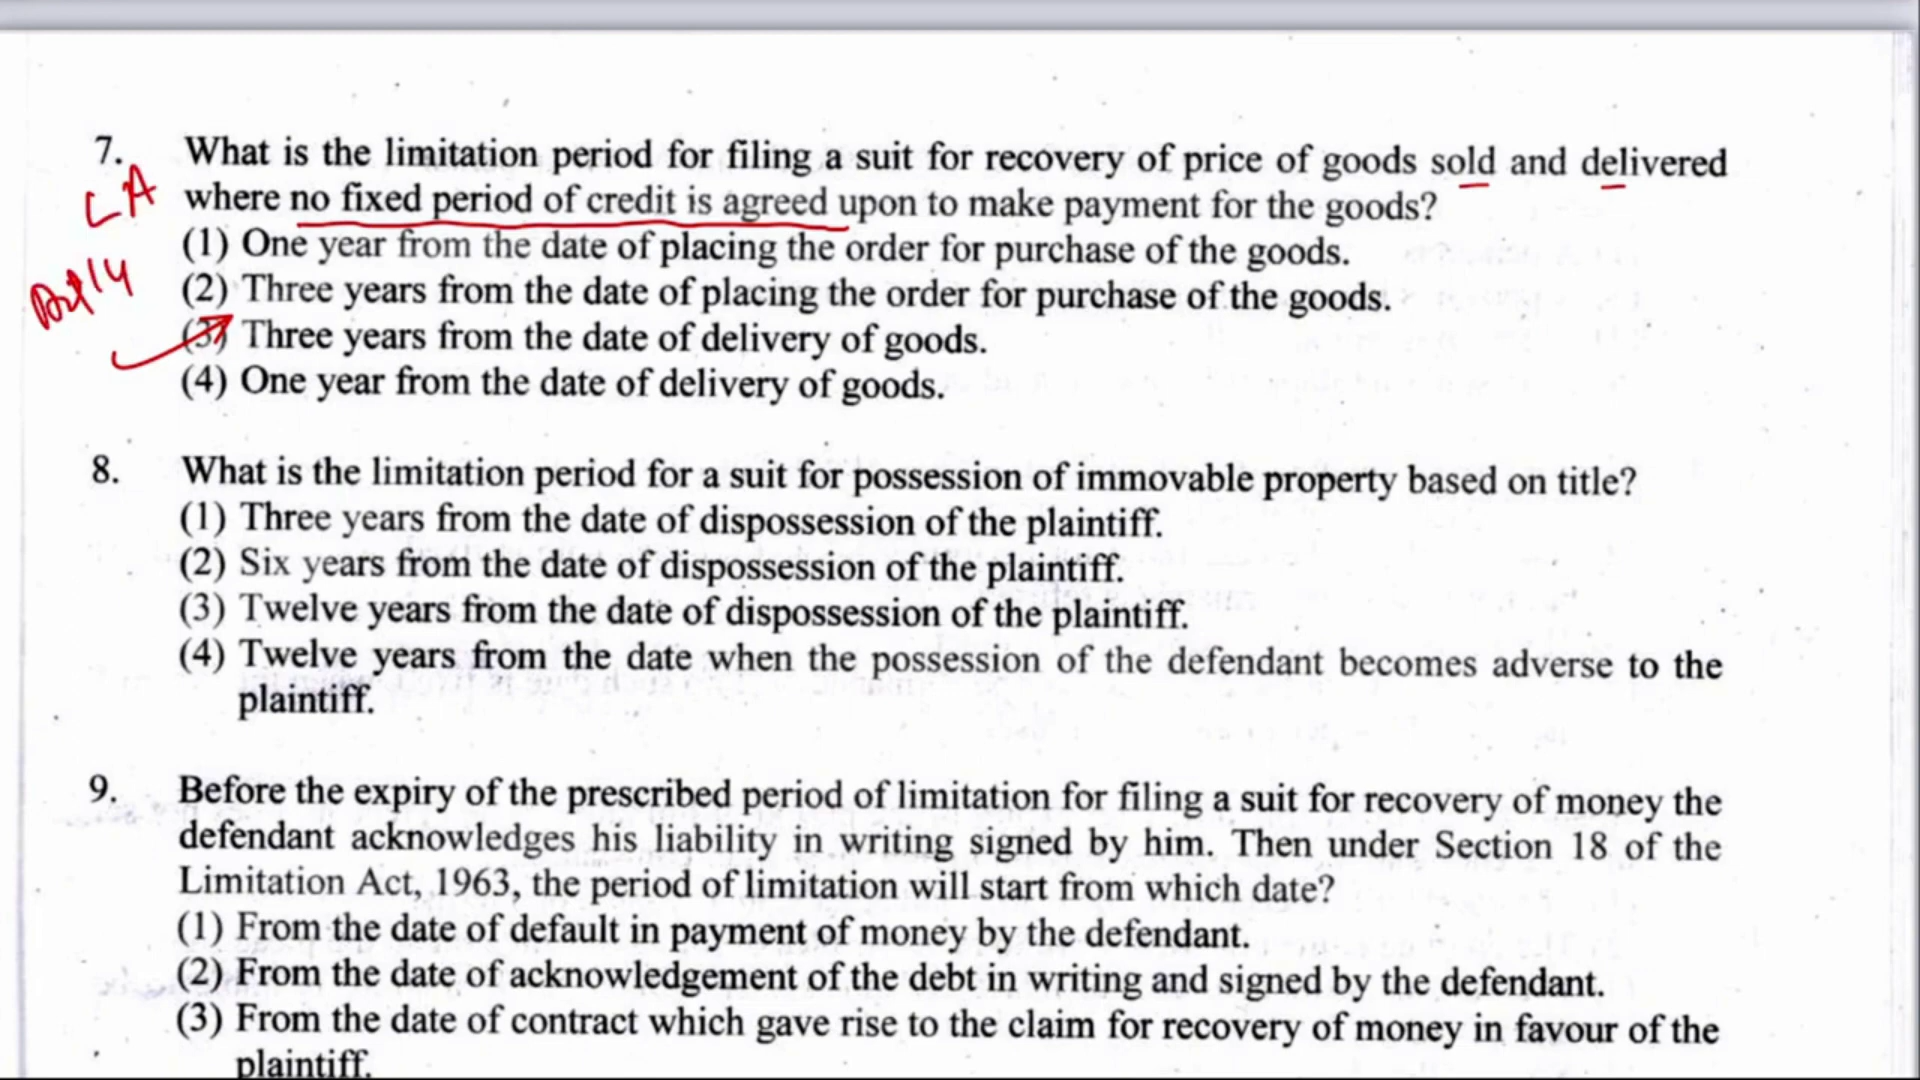 7. What is the limitation period for filing a suit for recovery of price of goods sold and delivered
LA
where no fixed period of credit is agreed upon to make payment for the goods?
(1) One year from the date of placing the order for purchase of the goods.
Art 14
(2) Three years from the date of placing the order for purchase of the goods.
(3) Three years from the date of delivery of goods.
(4) One year from the date of delivery of goods.
8. What is the limitation period for a suit for possession of immovable property based on title?
(1) Three years from the date of dispossession of the plaintiff.
(2) Six years from the date of dispossession of the plaintiff.
(3) Twelve years from the date of dispossession of the plaintiff.
(4) Twelve years from the date when the possession of the defendant becomes adverse to the
plaintiff.
9. Before the expiry of the prescribed period of limitation for filing a suit for recovery of money the
defendant acknowledges his liability in writing signed by him. Then under Section 18 of the
Limitation Act, 1963, the period of limitation will start from which date?
(1) From the date of default in payment of money by the defendant.
(2) From the date of acknowledgement of the debt in writing and signed by the defendant.
(3) From the date of contract which gave rise to the claim for recovery of money in favour of the
plaintiff.